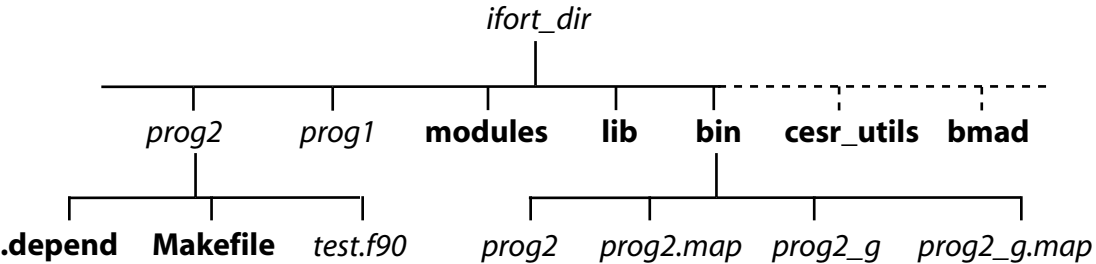 ifort_dir
prog2 prog1 modules lib bin cesr_utils bmad
.depend Makefile test.f90 prog2 prog2.map prog2_g prog2_g.map